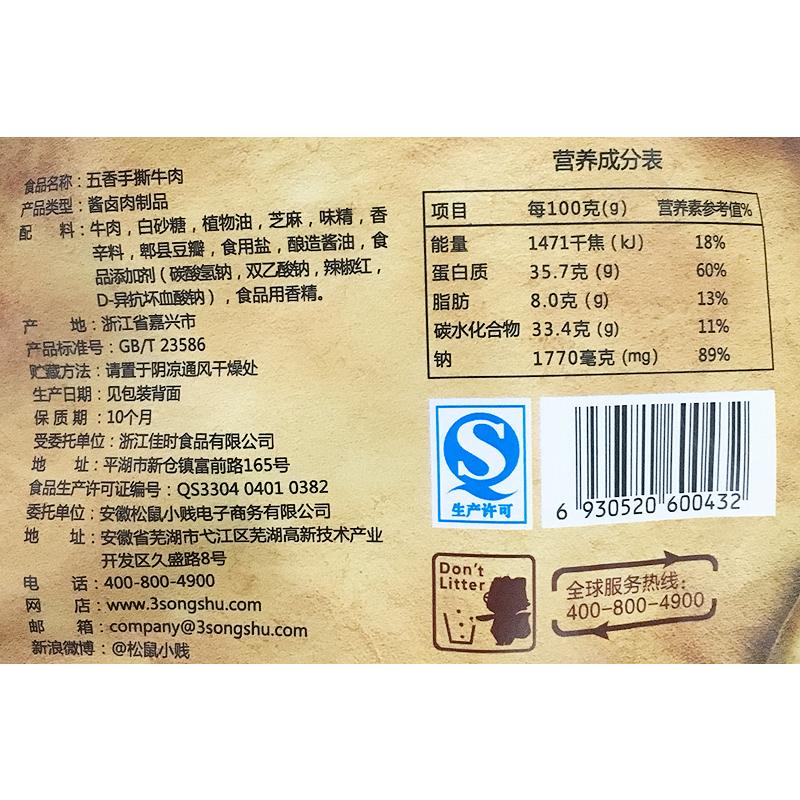 食品名称：五香手撕牛肉
产品类型：酱卤肉制品
配 料：牛肉，白砂糖，植物油，芝麻，味精，香
辛料，郫县豆瓣，食用盐，酿造酱油，食
品添加剂（碳酸氢钠，双乙酸钠，辣椒红，
D-异抗坏血酸钠），食品用香精。
产 地：浙江省嘉兴市
产品标准号：GB/T 23586
贮藏方法：请置于阴凉通风干燥处
生产日期：见包装背面
保 质 期：10个月
受委托单位：浙江佳时食品有限公司
地 址：平湖市新仓镇富前路165号
食品生产许可证编号：QS3304 0401 0382
委托单位：安徽松鼠小贱电子商务有限公司
地 址：安徽省芜湖市弋江区芜湖高新技术产业
开发区久盛路8号
电 话：400-800-4900
网 店：www.3songshu.com
邮 箱：company@3songshu.com
新浪微博：@松鼠小贱
营养成分表
项目 每100克(g) 营养素参考值%
能量 1471千焦 (kJ) 18%
蛋白质 35.7克 (g) 60%
脂肪 8.0克 (g) 13%
碳水化合物 33.4克 (g) 11%
钠 1770毫克 (mg) 89%
S
生产许可
6 930520 600432
Don't
Litter
全球服务热线：
400-800-4900